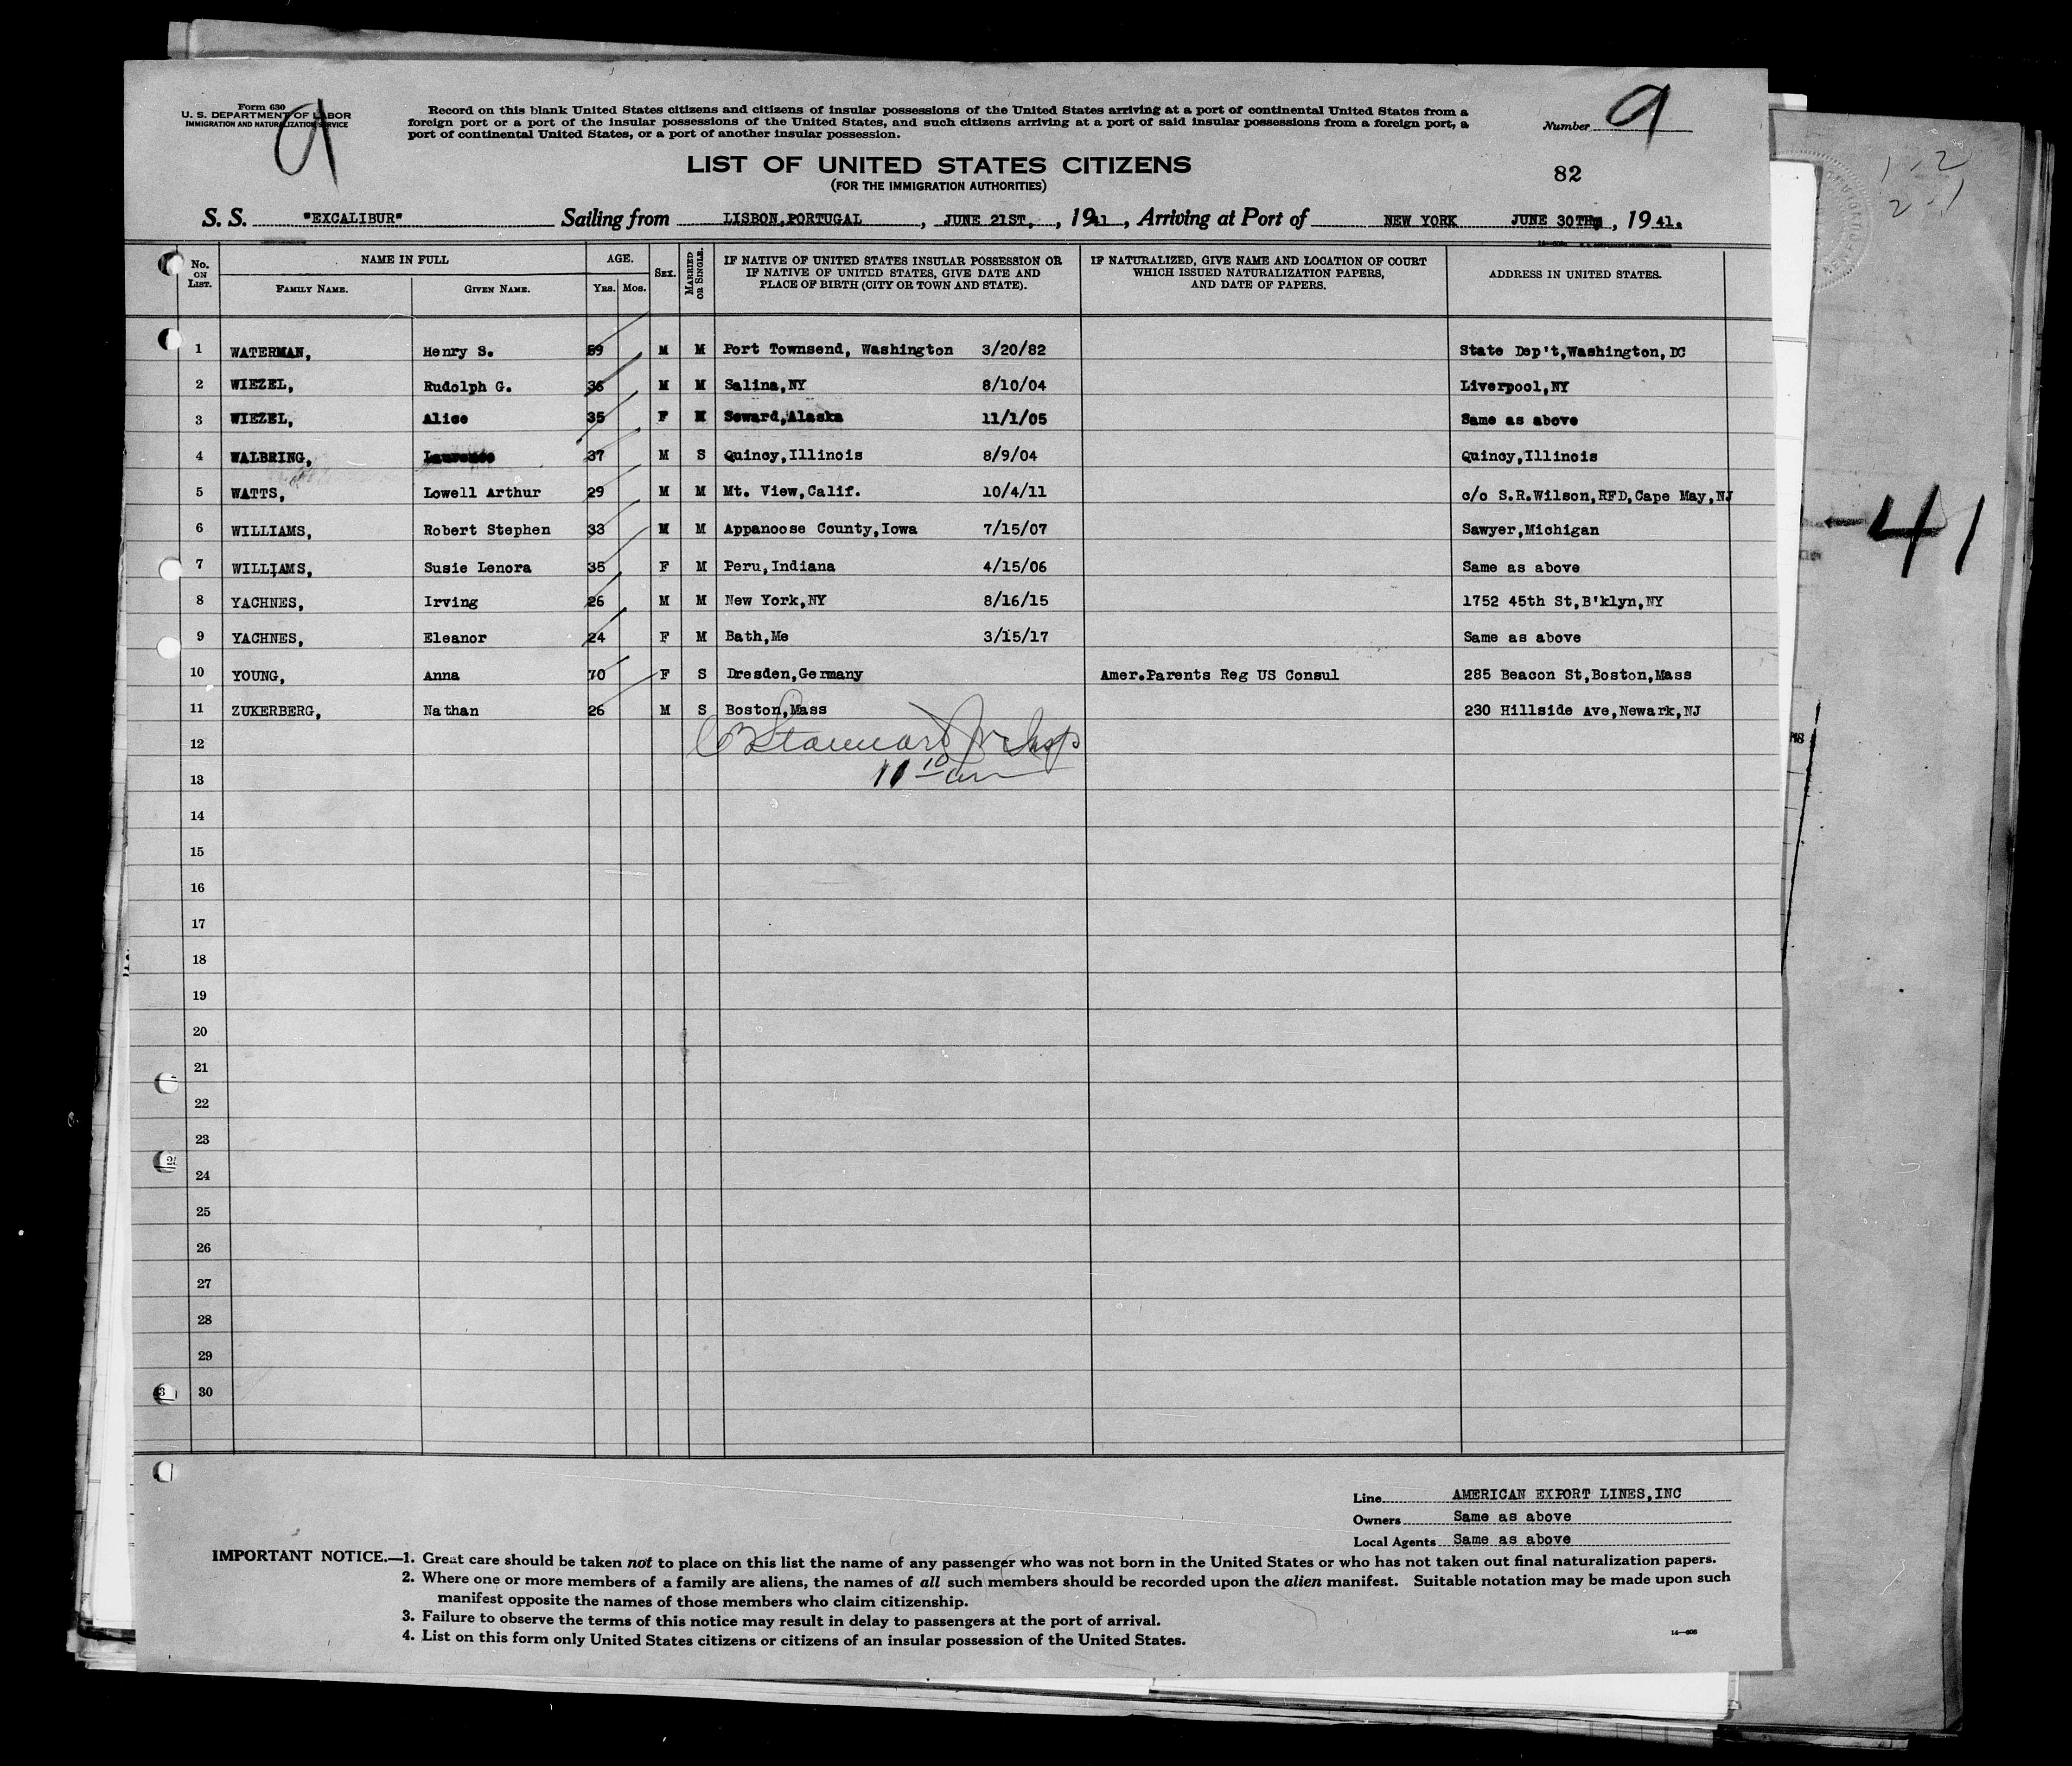 Form 630
U. S. DEPARTMENT OF LABOR
IMMIGRATION AND NATURALIZATION SERVICE
9
Record on this blank United States citizens and citizens of insular possessions of the United States arriving at a port of continental United States from a
foreign port or a port of the insular possessions of the United States, and such citizens arriving at a port of said insular possessions from a foreign port, a
port of continental United States, or a port of another insular possession.
Number 9
LIST OF UNITED STATES CITIZENS
(FOR THE IMMIGRATION AUTHORITIES)
82
S. S. "EXCALIBUR" Sailing from LISBON,PORTUGAL, JUNE 21ST, 1941, Arriving at Port of NEW YORK JUNE 30TH, 1941.
No. ON LIST. NAME IN FULL FAMILY NAME. GIVEN NAME. AGE. YRS. MOS. SEX. MARRIED OR SINGLE. IF NATIVE OF UNITED STATES INSULAR POSSESSION OR IF NATIVE OF UNITED STATES, GIVE DATE AND PLACE OF BIRTH (CITY OR TOWN AND STATE). IF NATURALIZED, GIVE NAME AND LOCATION OF COURT WHICH ISSUED NATURALIZATION PAPERS, AND DATE OF PAPERS. ADDRESS IN UNITED STATES.
1 WATERMAN, Henry S. 59 M M Port Townsend, Washington 3/20/82 State Dep't,Washington,DC
2 WIEZEL, Rudolph G. 36 M M Salina,NY 8/10/04 Liverpool,NY
3 WIEZEL, Alice 35 F M Seward,Alaska 11/1/05 Same as above
4 WALBRING, Laurence 37 M S Quincy,Illinois 8/9/04 Quincy,Illinois
5 WATTS, Lowell Arthur 29 M M Mt. View,Calif. 10/4/11 c/o S.R.Wilson,RFD,Cape May,NJ
6 WILLIAMS, Robert Stephen 33 M M Appanoose County,Iowa 7/15/07 Sawyer,Michigan
7 WILLIAMS, Susie Lenora 35 F M Peru,Indiana 4/15/06 Same as above
8 YACHNES, Irving 26 M M New York,NY 8/16/15 1752 45th St,B'klyn,NY
9 YACHNES, Eleanor 24 F M Bath,Me 3/15/17 Same as above
10 YOUNG, Anna 70 F S Dresden,Germany Amer.Parents Reg US Consul 285 Beacon St,Boston,Mass
11 ZUKERBERG, Nathan 26 M S Boston,Mass 230 Hillside Ave,Newark,NJ
12
13 11 10 am
14
15
16
17
18
19
20
21
22
23
24
25
26
27
28
29
30
Line AMERICAN EXPORT LINES,INC
Owners Same as above
Local Agents Same as above
IMPORTANT NOTICE.—1. Great care should be taken not to place on this list the name of any passenger who was not born in the United States or who has not taken out final naturalization papers.
2. Where one or more members of a family are aliens, the names of all such members should be recorded upon the alien manifest. Suitable notation may be made upon such
manifest opposite the names of those members who claim citizenship.
3. Failure to observe the terms of this notice may result in delay to passengers at the port of arrival.
4. List on this form only United States citizens or citizens of an insular possession of the United States.
1-2
2-1
-41